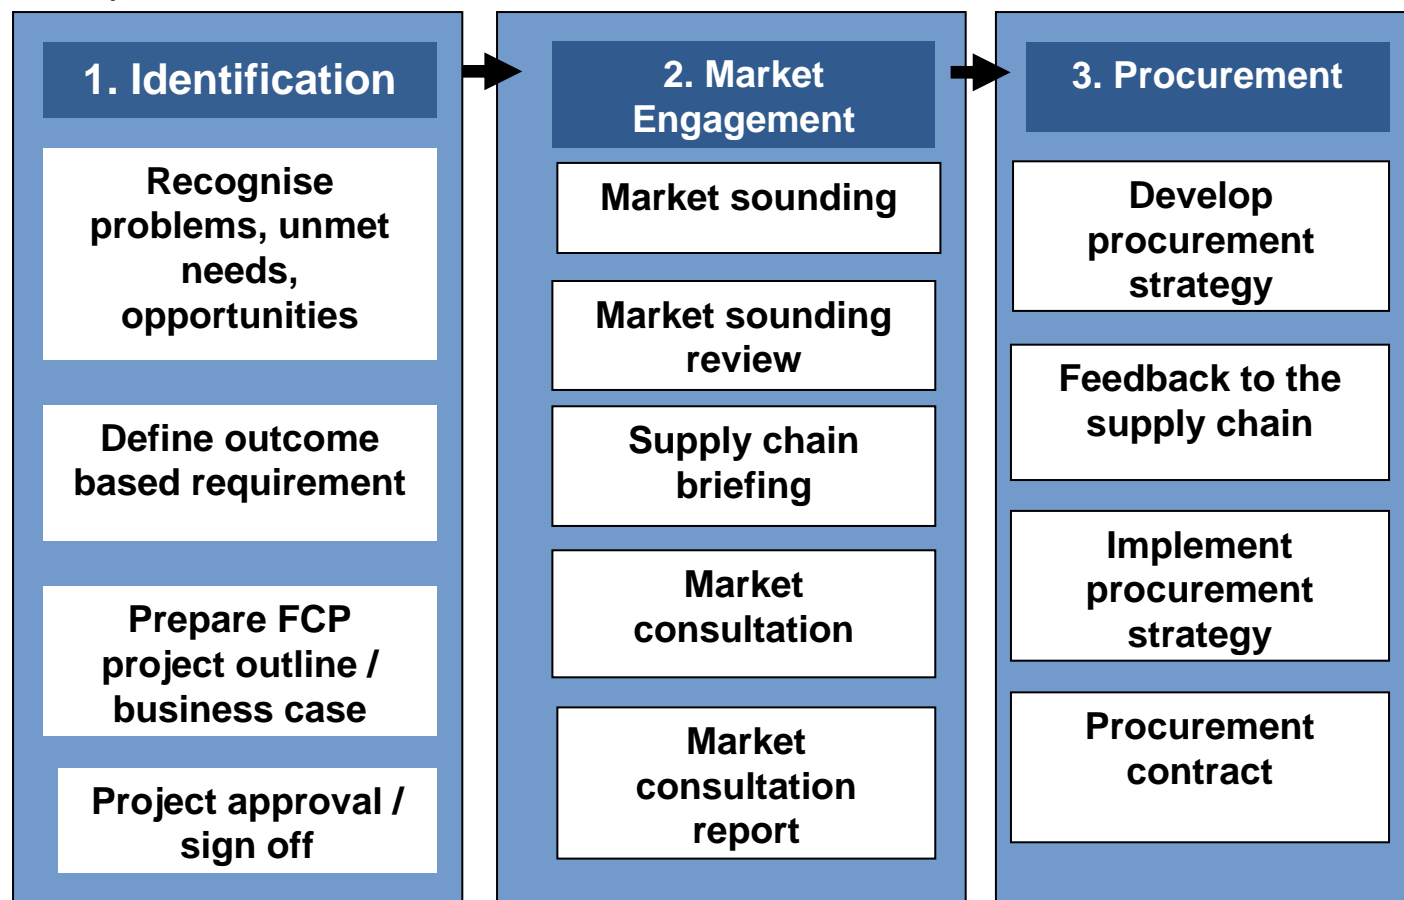 1. Identification
Recognise
problems, unmet
needs,
opportunities
Define outcome
based requirement
Prepare FCP
project outline /
business case
Project approval /
sign off
2. Market
Engagement
Market sounding
Market sounding
review
Supply chain
briefing
Market
consultation
Market
consultation
report
3. Procurement
Develop
procurement
strategy
Feedback to the
supply chain
Implement
procurement
strategy
Procurement
contract